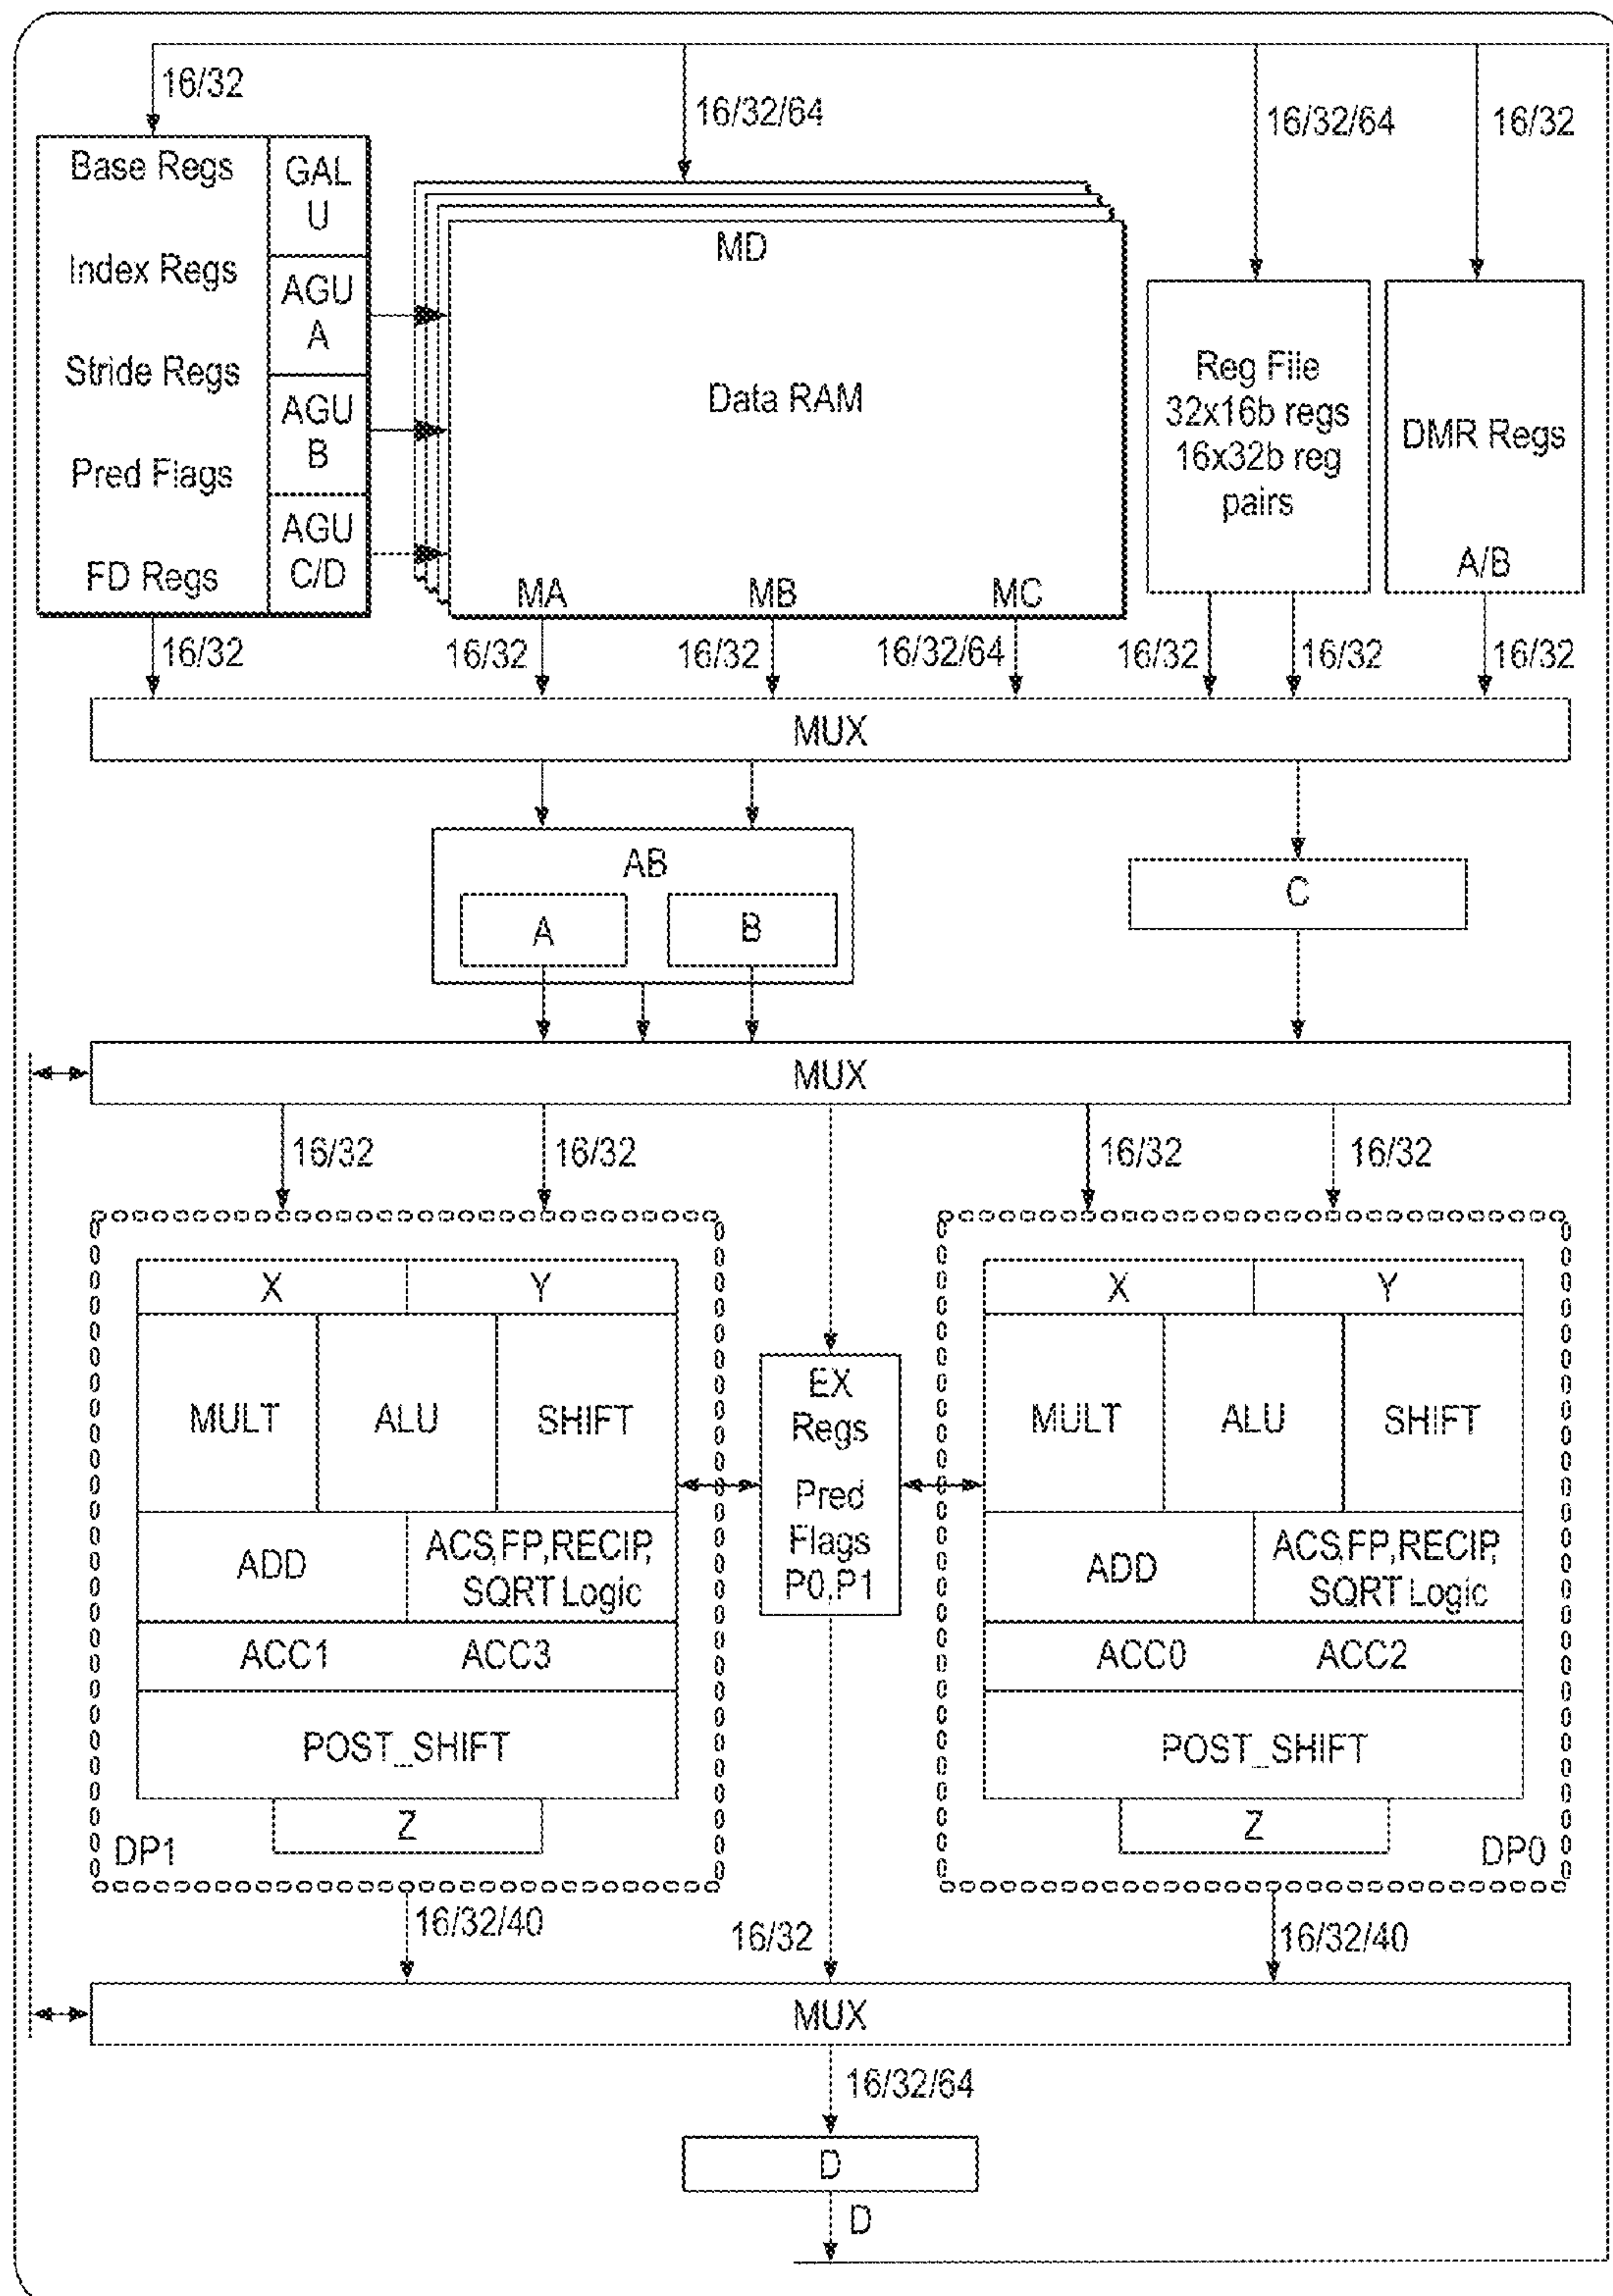 16/32
16/32/64
16/32/64
16/32
Base Regs
Index Regs
Stride Regs
Pred Flags
FD Regs
GAL
U
AGU
A
AGU
B
AGU
C/D
MD
Data RAM
MA
MB
MC
Reg File
32x16b regs
16x32b reg
pairs
DMR Regs
A/B
16/32
16/32
16/32
16/32/64
16/32
16/32
16/32
MUX
AB
A
B
C
MUX
16/32
16/32
16/32
16/32
X
Y
MULT
ALU
SHIFT
ADD
ACS,FP,RECIP,
SQRT Logic
ACC1
ACC3
POST_SHIFT
Z
DP1
EX
Regs
Pred
Flags
P0,P1
X
Y
MULT
ALU
SHIFT
ADD
ACS,FP,RECIP,
SQRT Logic
ACC0
ACC2
POST_SHIFT
Z
DP0
16/32/40
16/32
16/32/40
MUX
16/32/64
D
D